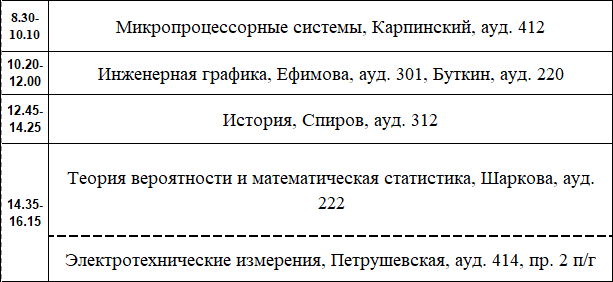 8.30-
10.10
Микропроцессорные системы, Карпинский, ауд. 412
10.20-
12.00
Инженерная графика, Ефимова, ауд. 301, Буткин, ауд. 220
12.45-
14.25
История, Спиров, ауд. 312
14.35-
16.15
Теория вероятности и математическая статистика, Шаркова, ауд.
222
Электротехнические измерения, Петрушевская, ауд. 414, пр. 2 п/г